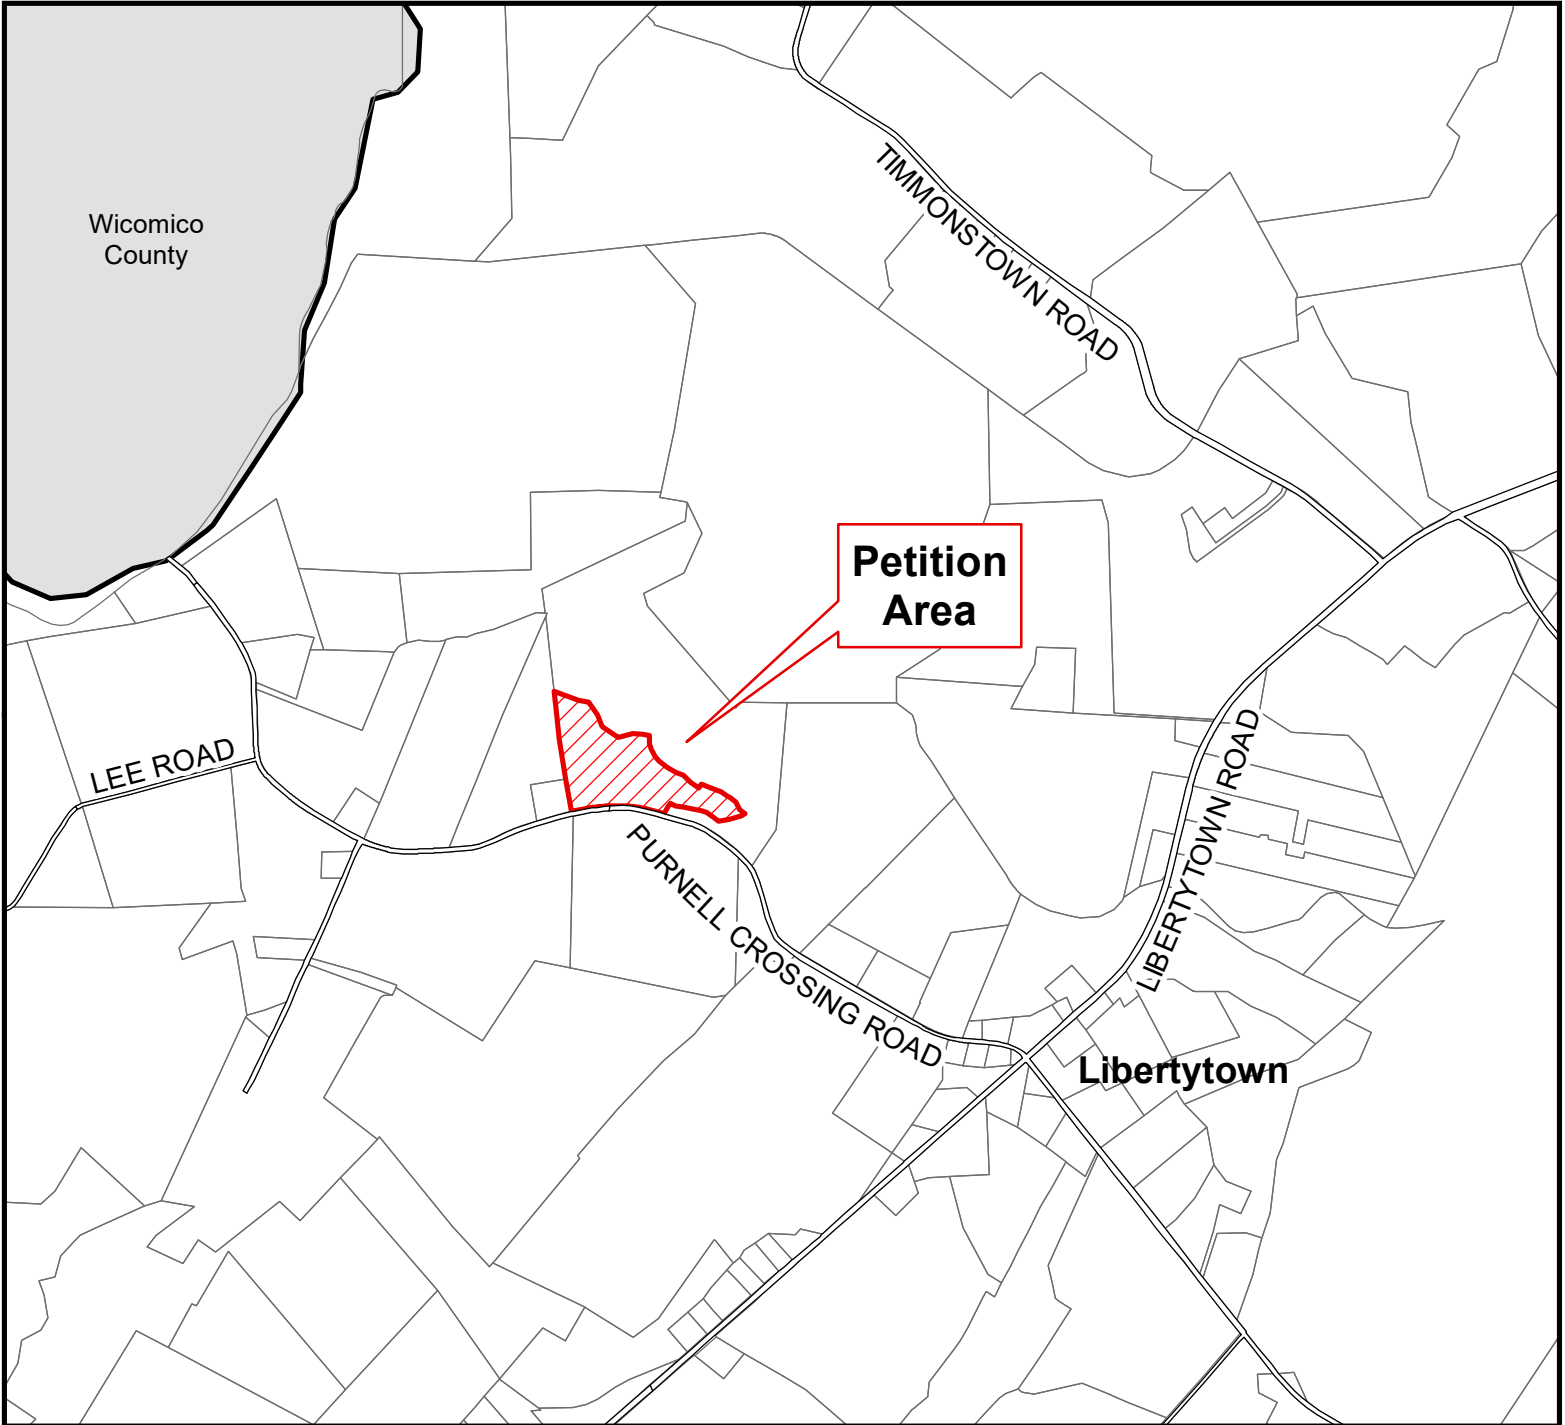 Wicomico
County
TIMMONSTOWN ROAD
Petition
Area
LEE ROAD
LIBERTYTOWN ROAD
PURNELL CROSSING ROAD
Libertytown